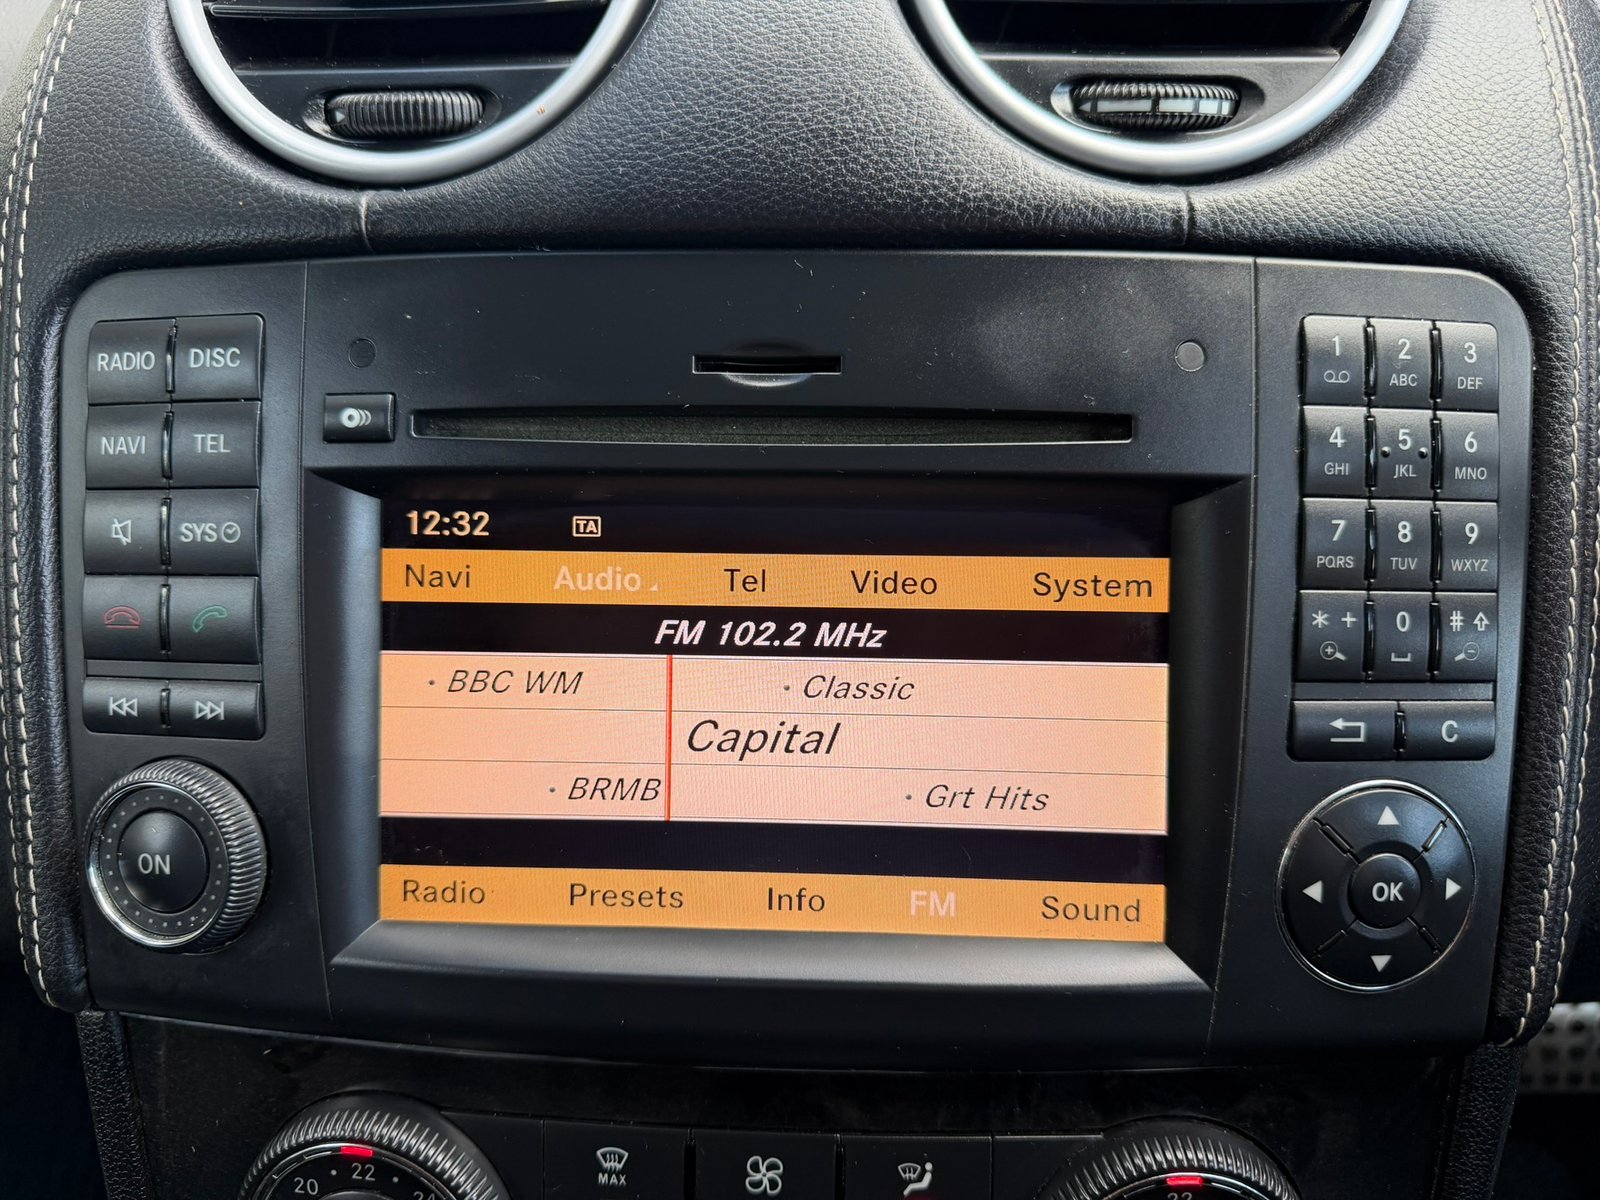 RADIO DISC
NAVI TEL
SYS
ON
12:32 TA
Navi Audio Tel Video System
FM 102.2 MHz
BBC WM Classic
Capital
BRMB Grt Hits
Radio Presets Info FM Sound
1 2 ABC 3 DEF
4 GHI 5 JKL 6 MNO
7 PQRS 8 TUV 9 WXYZ
* + 0 #
C
OK
20 22 24
MAX
22